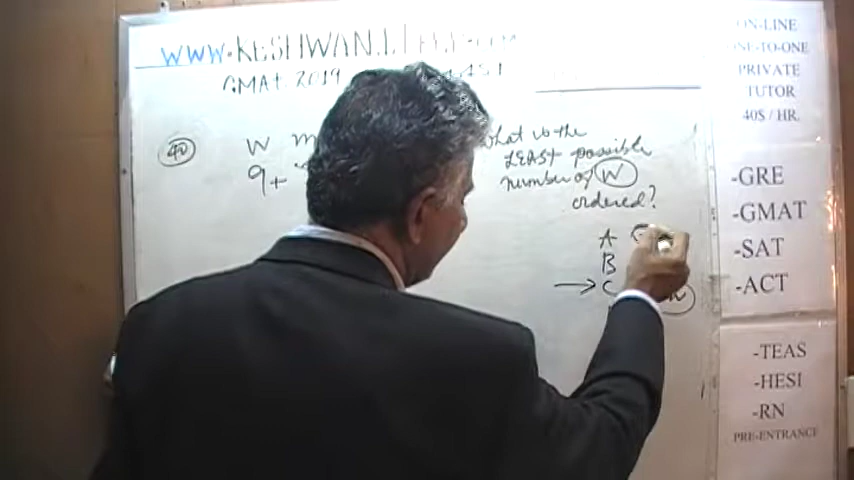 WWW.KESHWANI
GMAT 2019
40
W
9+
what is the
LEAST possible
number of W
ordered?
A
B
→ C
ON-LINE
ONE-TO-ONE
PRIVATE
TUTOR
40$ / HR.
-GRE
-GMAT
-SAT
-ACT
-TEAS
-HESI
-RN
PRE-ENTRANCE